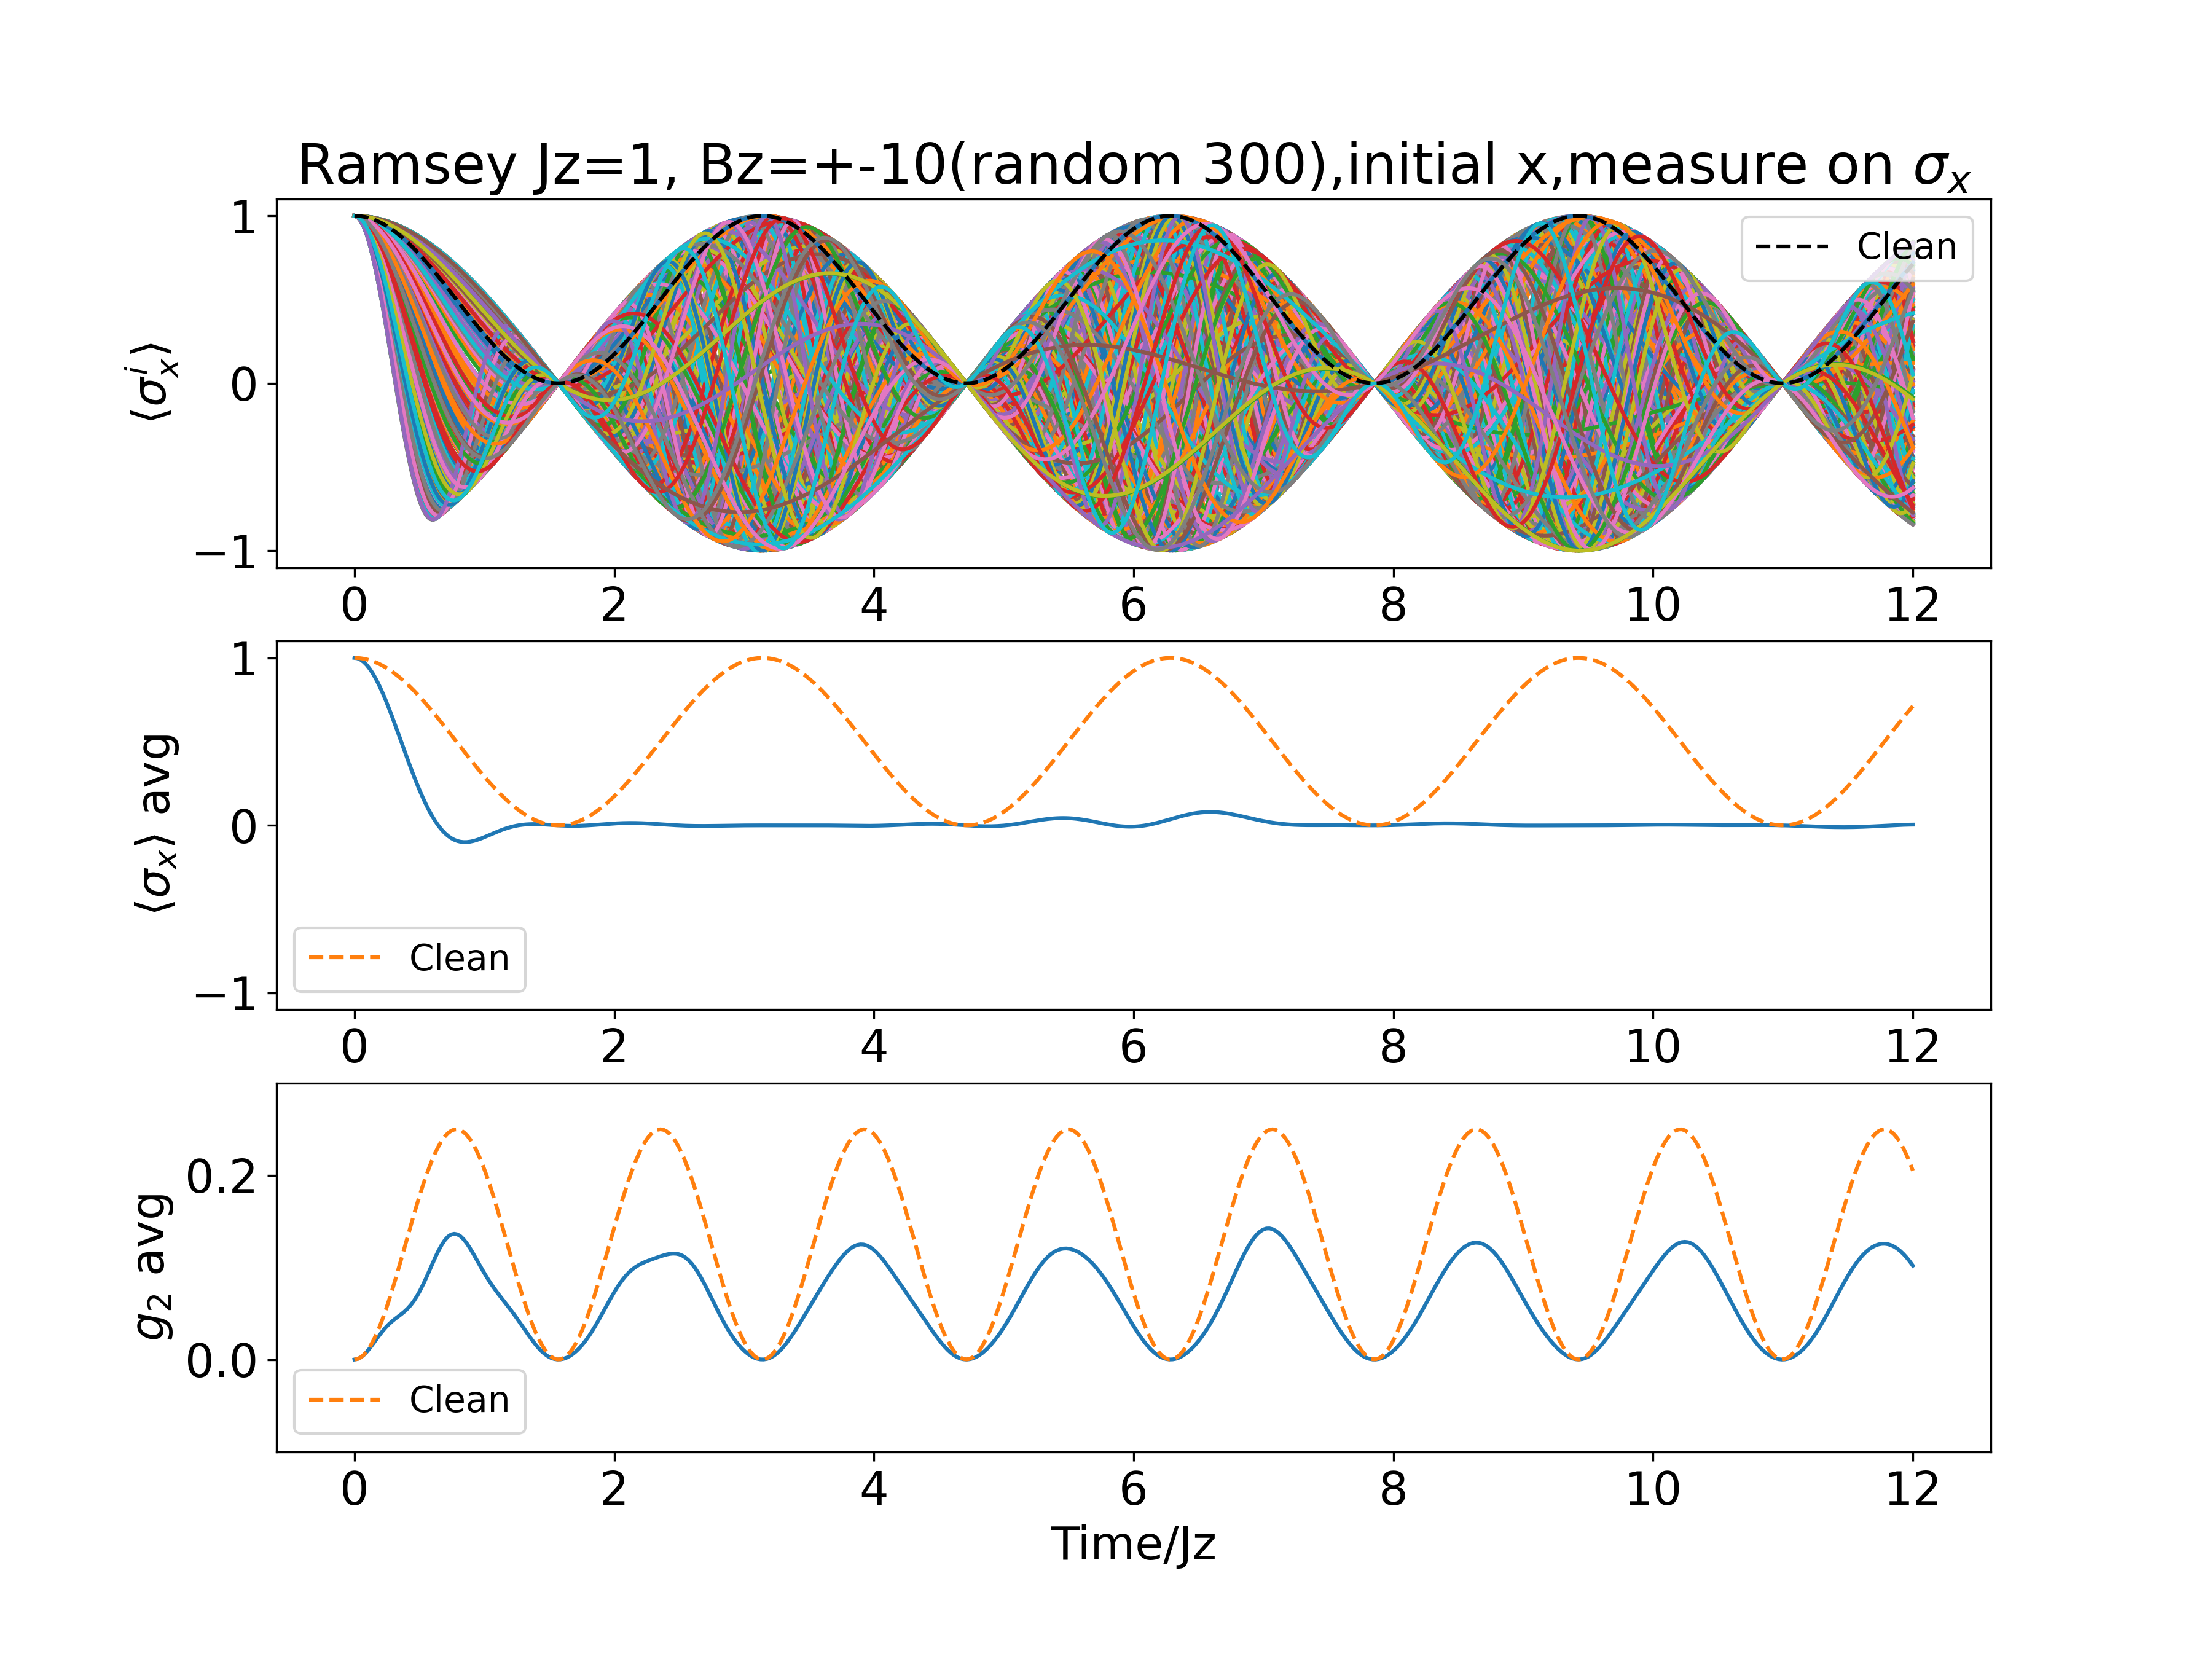 Ramsey Jz=1, Bz=+-10(random 300),initial x,measure on σₓ
Clean
⟨σₓⁱ⟩
1
0
−1
0 2 4 6 8 10 12
⟨σₓ⟩ avg
1
0
−1
Clean
0 2 4 6 8 10 12
g₂ avg
0.2
0.0
Clean
0 2 4 6 8 10 12
Time/Jz